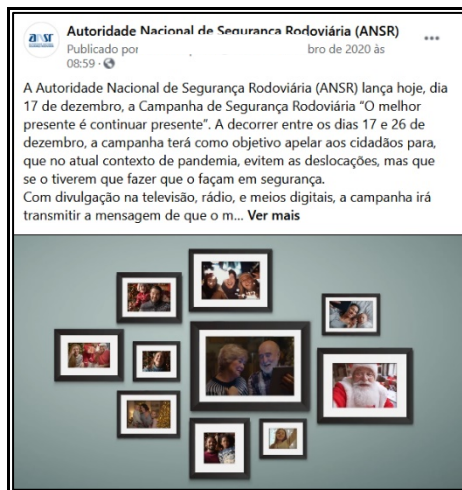 ansr
Autoridade Nacional de Segurança Rodoviária (ANSR)
Publicado por bro de 2020 às
08:59 ·
A Autoridade Nacional de Segurança Rodoviária (ANSR) lança hoje, dia
17 de dezembro, a Campanha de Segurança Rodoviária “O melhor
presente é continuar presente”. A decorrer entre os dias 17 e 26 de
dezembro, a campanha terá como objetivo apelar aos cidadãos para,
que no atual contexto de pandemia, evitem as deslocações, mas que
se o tiverem que fazer que o façam em segurança.
Com divulgação na televisão, rádio, e meios digitais, a campanha irá
transmitir a mensagem de que o m... Ver mais